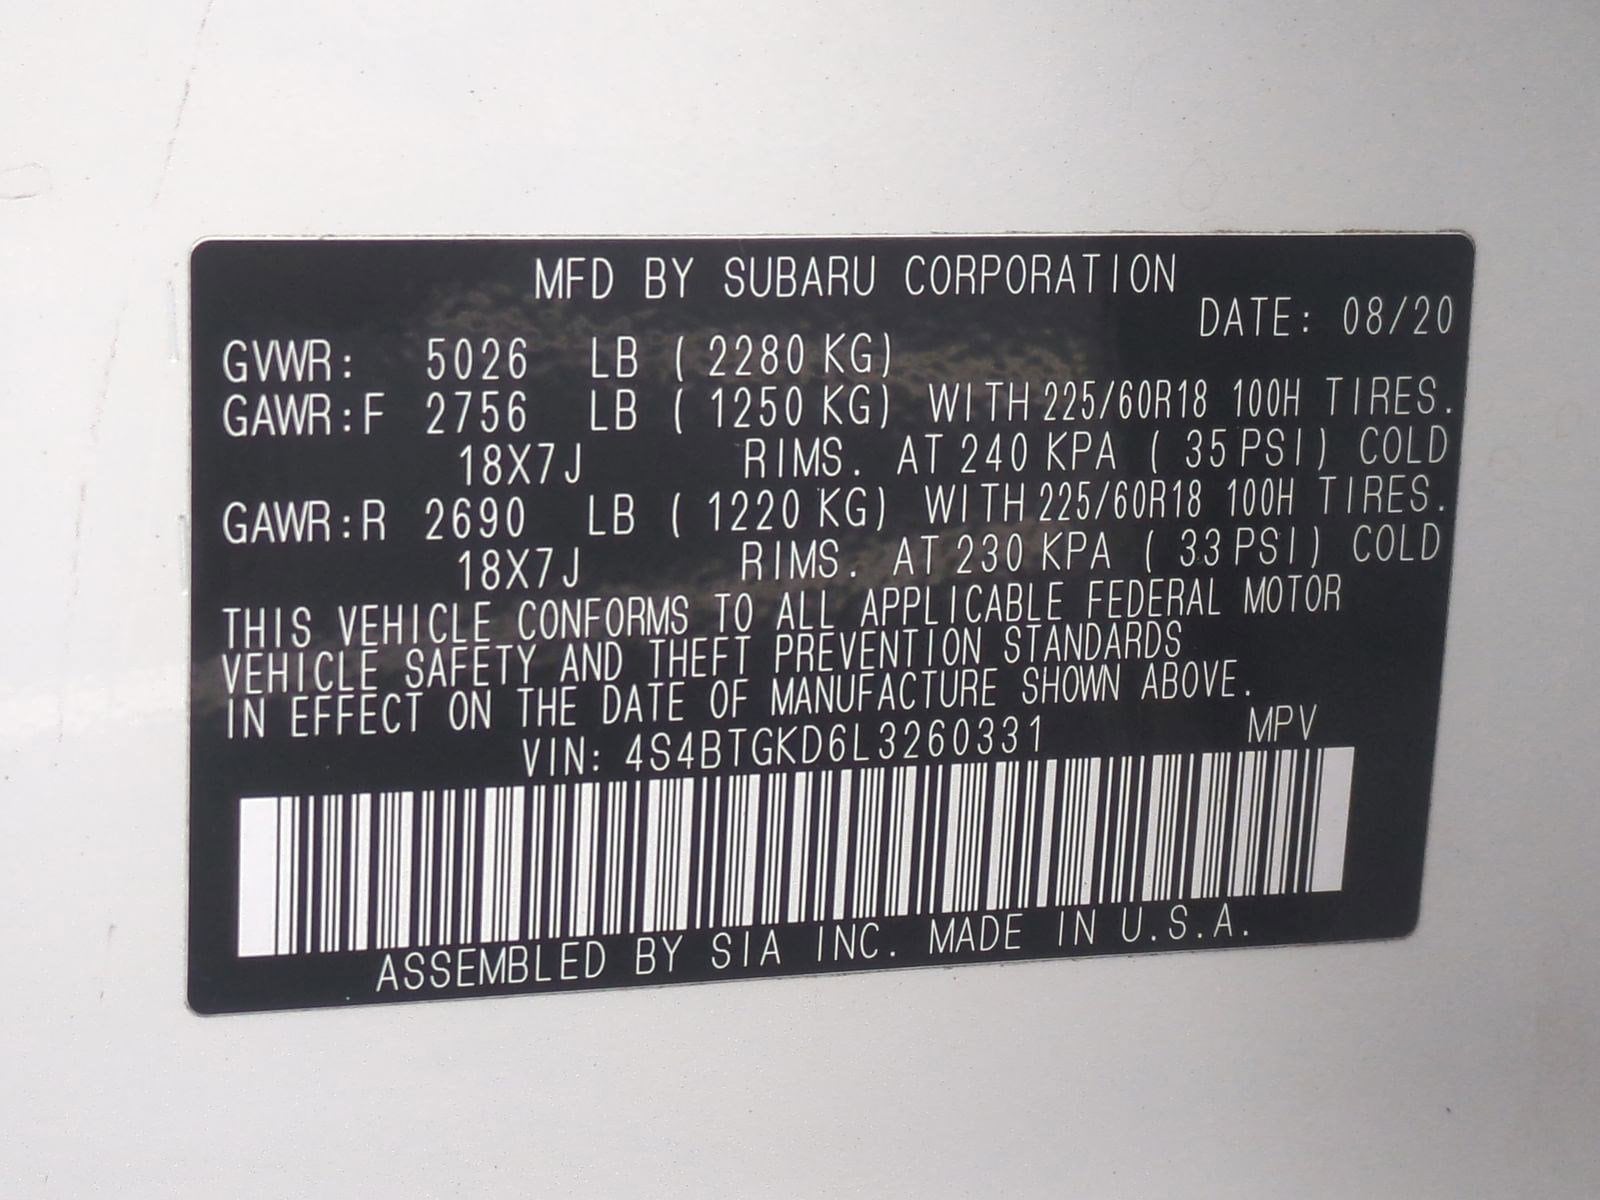 MFD BY SUBARU CORPORATION
DATE: 08/20
GVWR: 5026 LB ( 2280 KG)
GAWR:F 2756 LB ( 1250 KG) WITH 225/60R18 100H TIRES.
18X7J RIMS. AT 240 KPA ( 35 PSI) COLD
GAWR:R 2690 LB ( 1220 KG) WITH 225/60R18 100H TIRES.
18X7J RIMS. AT 230 KPA ( 33 PSI) COLD
THIS VEHICLE CONFORMS TO ALL APPLICABLE FEDERAL MOTOR
VEHICLE SAFETY AND THEFT PREVENTION STANDARDS
IN EFFECT ON THE DATE OF MANUFACTURE SHOWN ABOVE.
VIN: 4S4BTGKD6L3260331 MPV
ASSEMBLED BY SIA INC. MADE IN U.S.A.